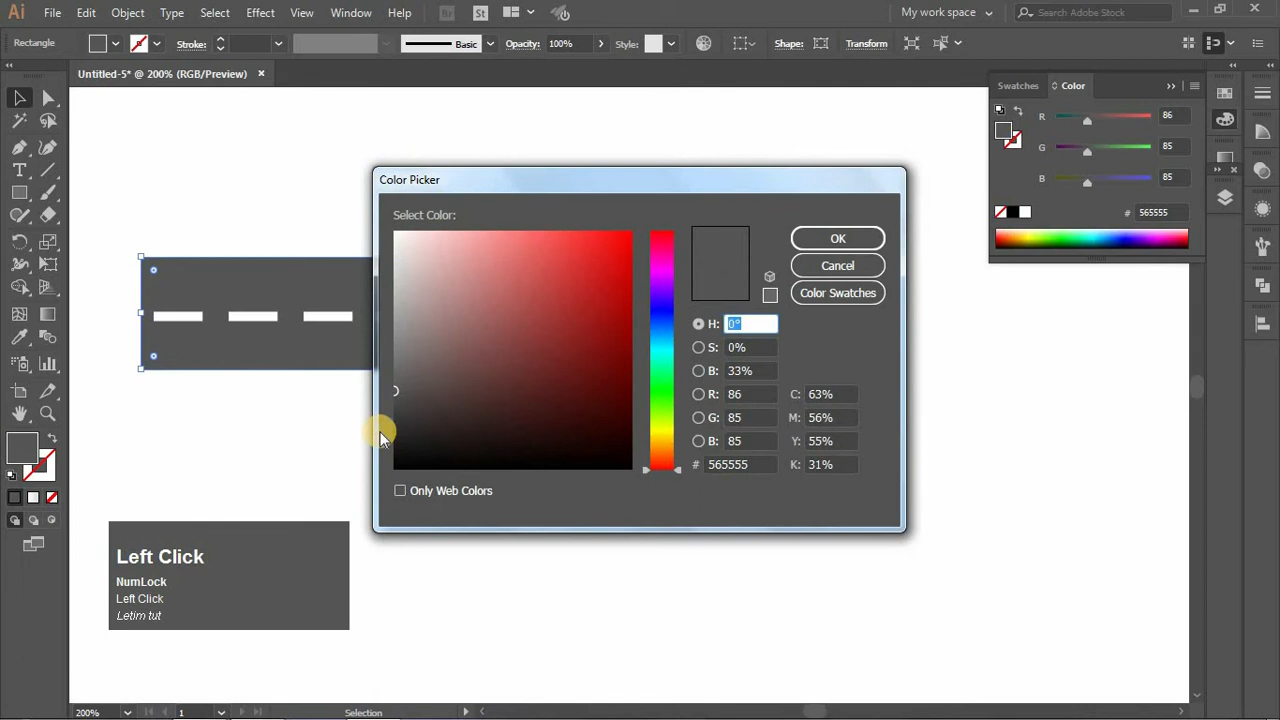 Ai File Edit Object Type Select Effect View Window Help Br St My work space Search Adobe Stock
Rectangle Stroke: Basic Opacity: 100% Style: Shape: Transform
Untitled-5* @ 200% (RGB/Preview)
Swatches Color
R 86
G 85
B 85
# 565555
Color Picker
Select Color:
OK
Cancel
Color Swatches
H: 0°
S: 0%
B: 33%
R: 86 C: 63%
G: 85 M: 56%
B: 85 Y: 55%
# 565555 K: 31%
Only Web Colors
Left Click
NumLock
Left Click
Letim tut
200% 1 Selection